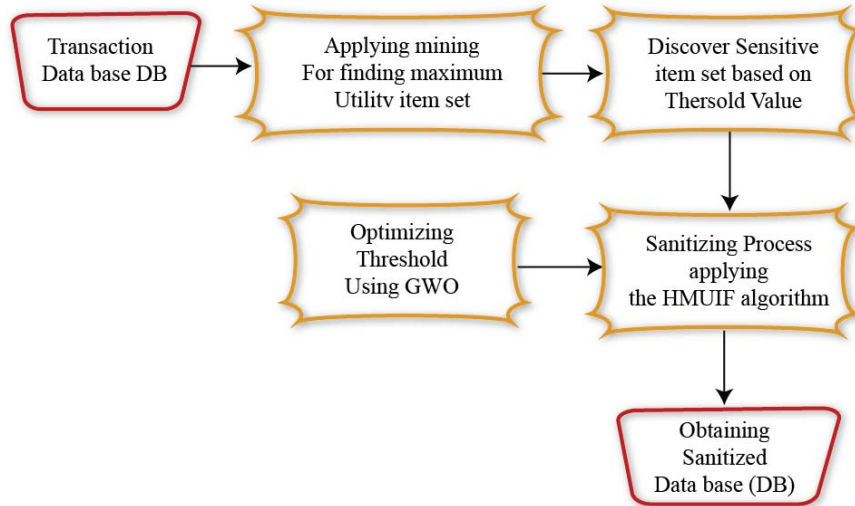 Transaction
Data base DB
Applying mining
For finding maximum
Utilitv item set
Discover Sensitive
item set based on
Thersold Value
Optimizing
Threshold
Using GWO
Sanitizing Process
applying
the HMUIF algorithm
Obtaining
Sanitized
Data base (DB)